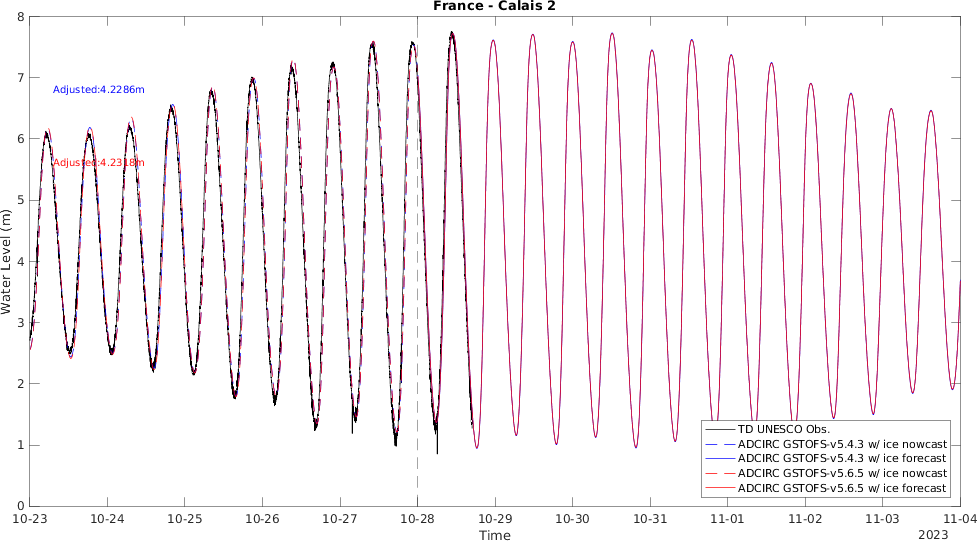 France - Calais 2
8
7
6
5
4
3
2
1
0
Water Level (m)
Adjusted:4.2286m
Adjusted:4.2318m
TD UNESCO Obs.
ADCIRC GSTOFS-v5.4.3 w/ ice nowcast
ADCIRC GSTOFS-v5.4.3 w/ ice forecast
ADCIRC GSTOFS-v5.6.5 w/ ice nowcast
ADCIRC GSTOFS-v5.6.5 w/ ice forecast
10-23 10-24 10-25 10-26 10-27 10-28 10-29 10-30 10-31 11-01 11-02 11-03 11-04
Time
2023